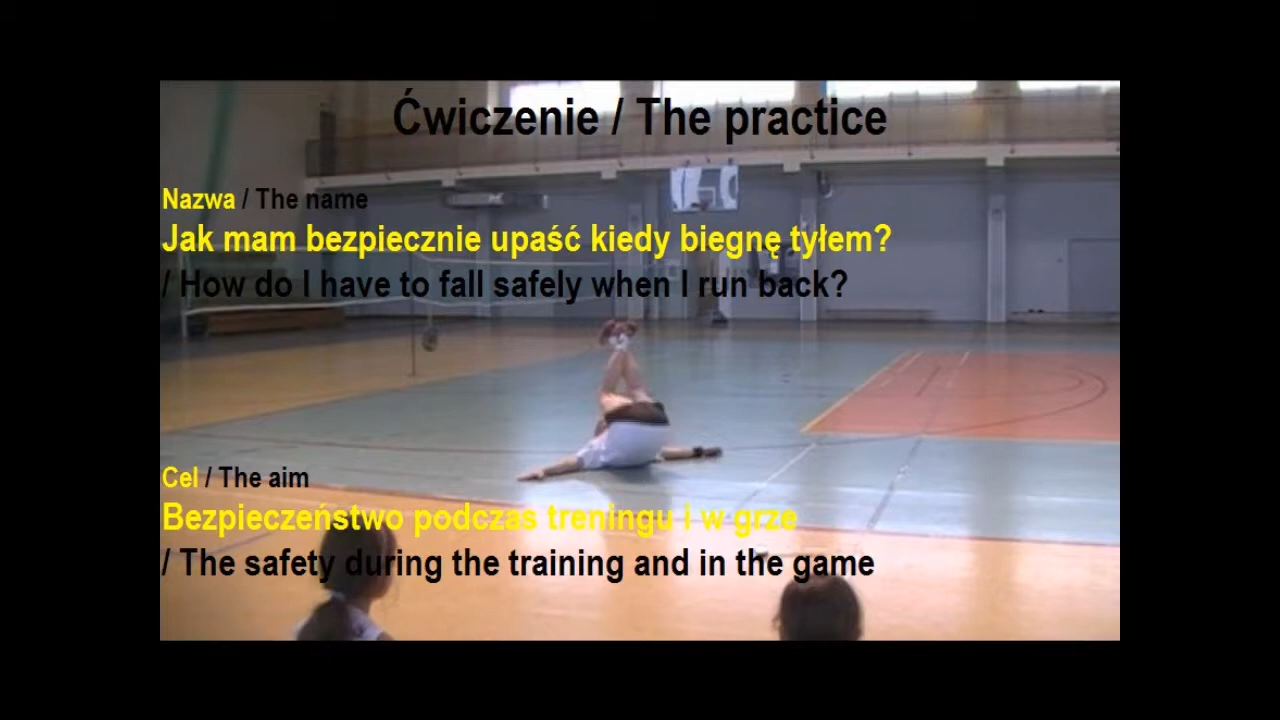 Ćwiczenie / The practice
Nazwa / The name
Jak mam bezpiecznie upaść kiedy biegnę tyłem?
/ How do I have to fall safely when I run back?
Cel / The aim
Bezpieczeństwo podczas treningu i w grze
/ The safety during the training and in the game